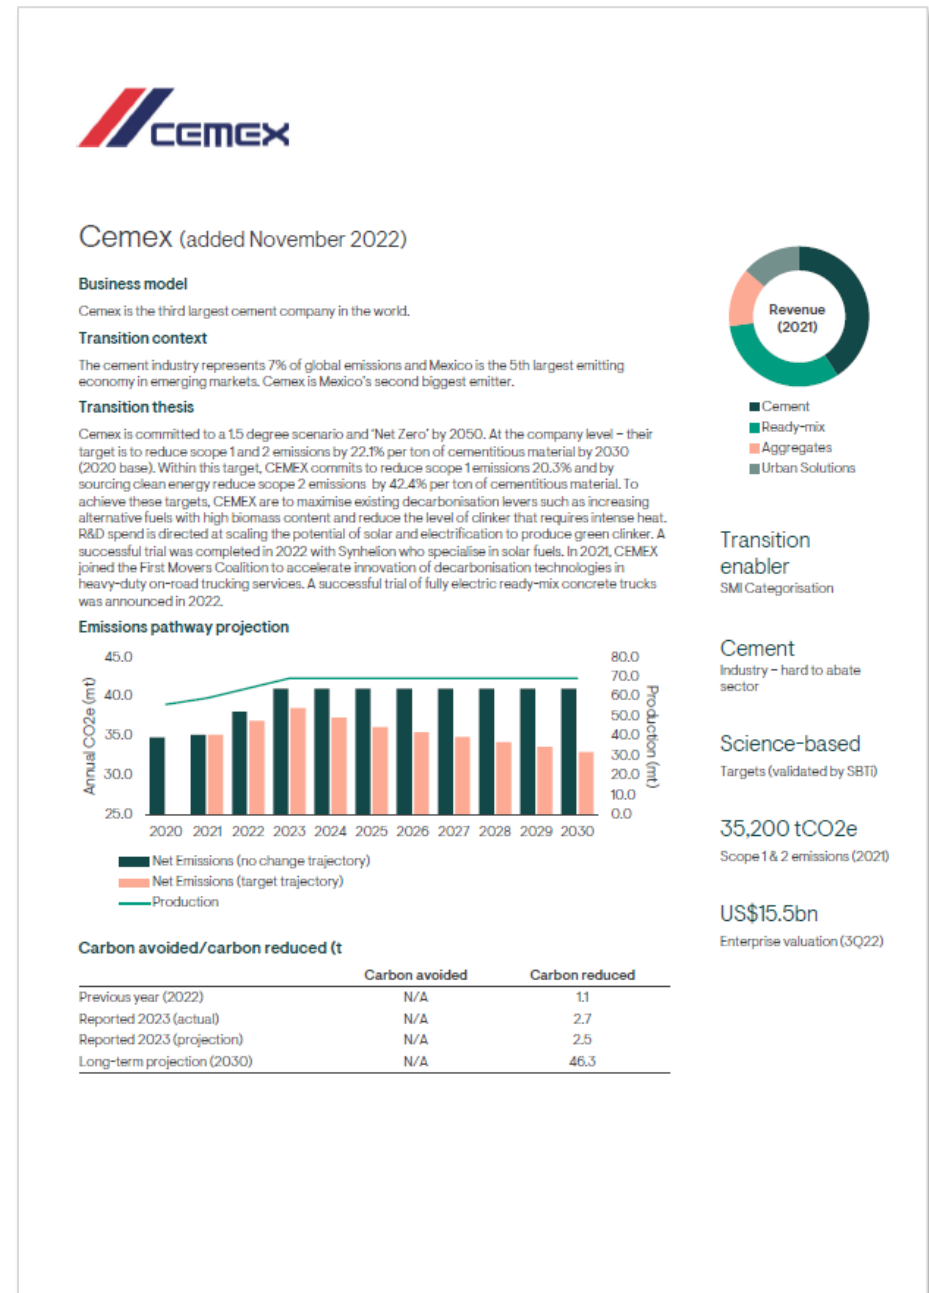 CEMEX
Cemex (added November 2022)
Business model
Cemex is the third largest cement company in the world.
Transition context
The cement industry represents 7% of global emissions and Mexico is the 5th largest emitting
economy in emerging markets. Cemex is Mexico's second biggest emitter.
Transition thesis
Cemex is committed to a 1.5 degree scenario and 'Net Zero' by 2050. At the company level – their
target is to reduce scope 1 and 2 emissions by 22.1% per ton of cementitious material by 2030
(2020 base). Within this target, CEMEX commits to reduce scope 1 emissions 20.3% and by
sourcing clean energy reduce scope 2 emissions by 42.4% per ton of cementitious material. To
achieve these targets, CEMEX are to maximise existing decarbonisation levers such as increasing
alternative fuels with high biomass content and reduce the level of clinker that requires intense heat.
R&D spend is directed at scaling the potential of solar and electrification to produce green clinker. A
successful trial was completed in 2022 with Synhelion who specialise in solar fuels. In 2021, CEMEX
joined the First Movers Coalition to accelerate innovation of decarbonisation technologies in
heavy-duty on-road trucking services. A successful trial of fully electric ready-mix concrete trucks
was announced in 2022.
Emissions pathway projection
45.0
40.0
35.0
30.0
25.0
Annual CO2e (mt)
80.0
70.0
60.0
50.0
40.0
30.0
20.0
10.0
0.0
Production (mt)
2020 2021 2022 2023 2024 2025 2026 2027 2028 2029 2030
Net Emissions (no change trajectory)
Net Emissions (target trajectory)
Production
Carbon avoided/carbon reduced (t
Carbon avoided Carbon reduced
Previous year (2022) N/A 1.1
Reported 2023 (actual) N/A 2.7
Reported 2023 (projection) N/A 2.5
Long-term projection (2030) N/A 46.3
Revenue
(2021)
Cement
Ready-mix
Aggregates
Urban Solutions
Transition
enabler
SMI Categorisation
Cement
Industry – hard to abate
sector
Science-based
Targets (validated by SBTi)
35,200 tCO2e
Scope 1 & 2 emissions (2021)
US$15.5bn
Enterprise valuation (3Q22)